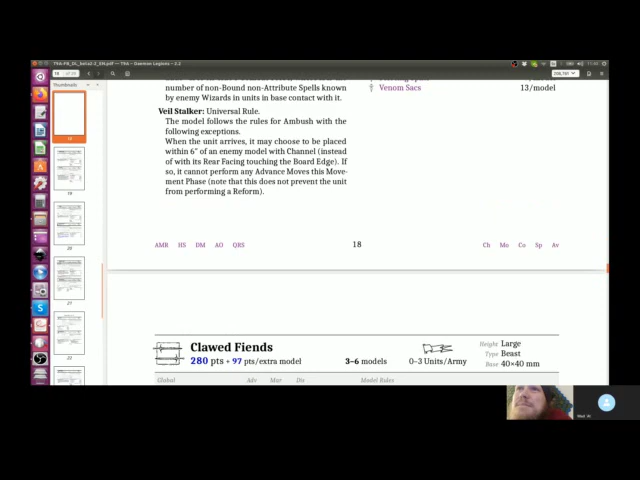 T9A-FB_DL_beta2-2_EN.pdf — T9A – Daemon Legions – 2.2
Thumbnails
number of non-Bound non-Attribute Spells known
by enemy Wizards in units in base contact with it.
Venom Sacs 13/model
Veil Stalker: Universal Rule.
The model follows the rules for Ambush with the
following exceptions.
When the unit arrives, it may choose to be placed
within 6" of an enemy model with Channel (instead
of with its Rear Facing touching the Board Edge). If
so, it cannot perform any Advance Moves this Move-
ment Phase (note that this does not prevent the unit
from performing a Reform).
AMR HS DM AO QRS 18 Ch Mo Co Sp Av
Clawed Fiends
280 pts + 97 pts/extra model 3–6 models 0–3 Units/Army
Height Large
Type Beast
Base 40×40 mm
Global Adv Mar Dis Model Rules
18
19
20
21
22